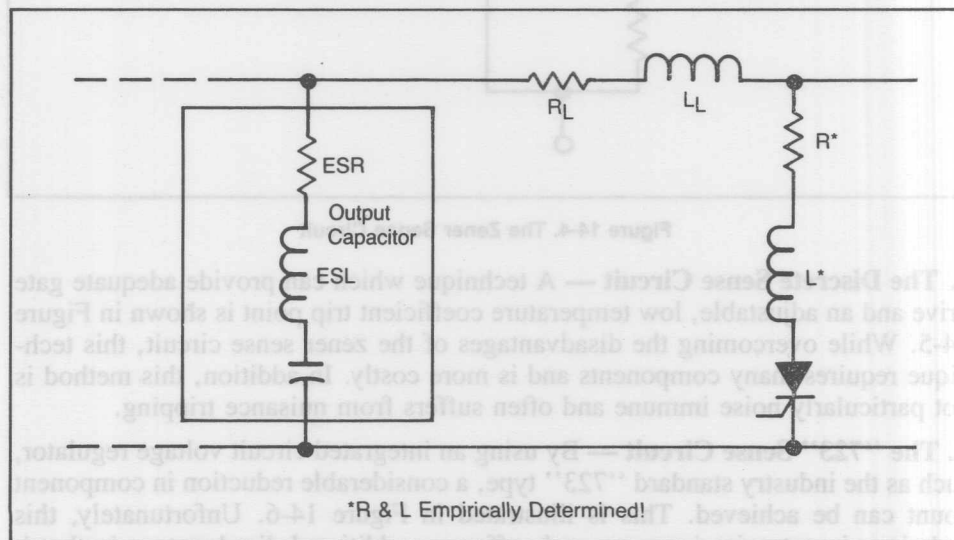 R_L
L_L
R*
ESR
Output
Capacitor
ESL
L*
Figure 14-4. The Zener Sense Circuit
. The Discrete Sense Circuit — A technique which can provide adequate gate
rive and an adjustable, low temperature coefficient trip point is shown in Figure
4-5. While overcoming the disadvantages of the zener sense circuit, this tech-
ique requires many components and is more costly. In addition, this method is
ot particularly noise immune and often suffers from nuisance tripping.
. The "723" Sense Circuit — By using an integrated circuit voltage regulator,
uch as the industry standard "723" type, a considerable reduction in component
ount can be achieved. This is illustrated in Figure 14-6. Unfortunately, this
*R & L Empirically Determined!